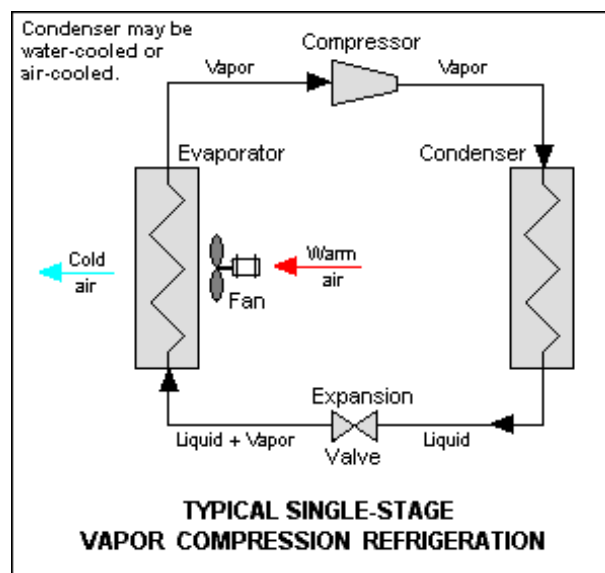 Condenser may be
water-cooled or
air-cooled.
Compressor
Vapor
Vapor
Evaporator
Condenser
Cold
air
Warm
air
Fan
Expansion
Valve
Liquid + Vapor
Liquid
TYPICAL SINGLE-STAGE
VAPOR COMPRESSION REFRIGERATION